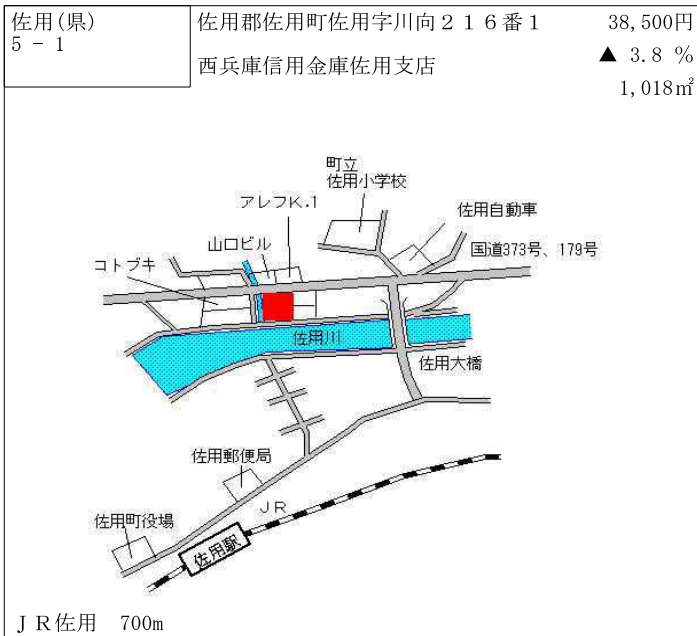 佐用(県)
5 - 1
佐用郡佐用町佐用字川向２１６番１
38,500円
西兵庫信用金庫佐用支店
▲ 3.8 %
1,018㎡
町立
佐用小学校
アレフK.1
佐用自動車
山口ビル
国道373号、179号
コトブキ
佐用川
佐用大橋
佐用郵便局
ＪＲ
佐用町役場
佐用駅
ＪＲ佐用　700m